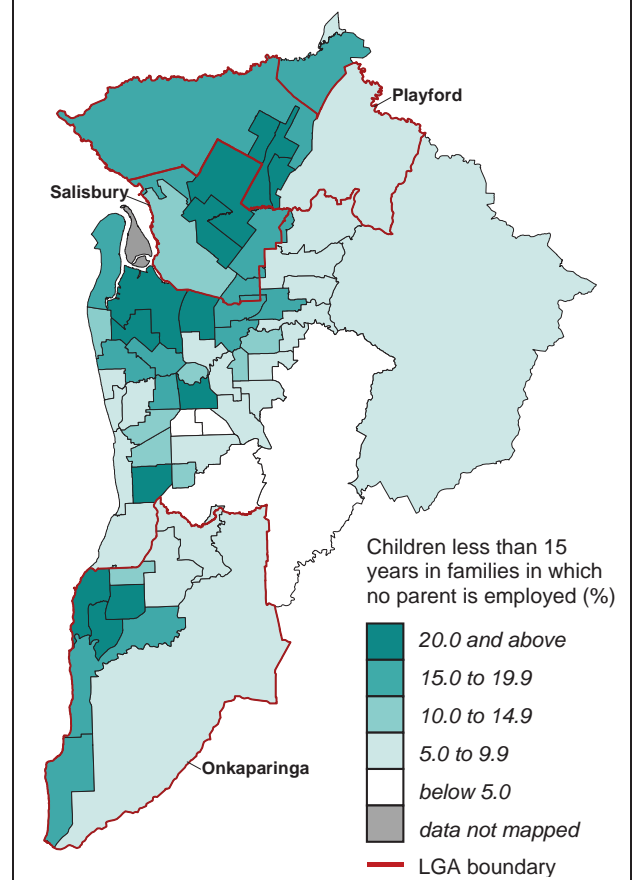 Playford
Salisbury
Children less than 15
years in families in which
no parent is employed (%)
20.0 and above
15.0 to 19.9
10.0 to 14.9
5.0 to 9.9
below 5.0
data not mapped
LGA boundary
Onkaparinga